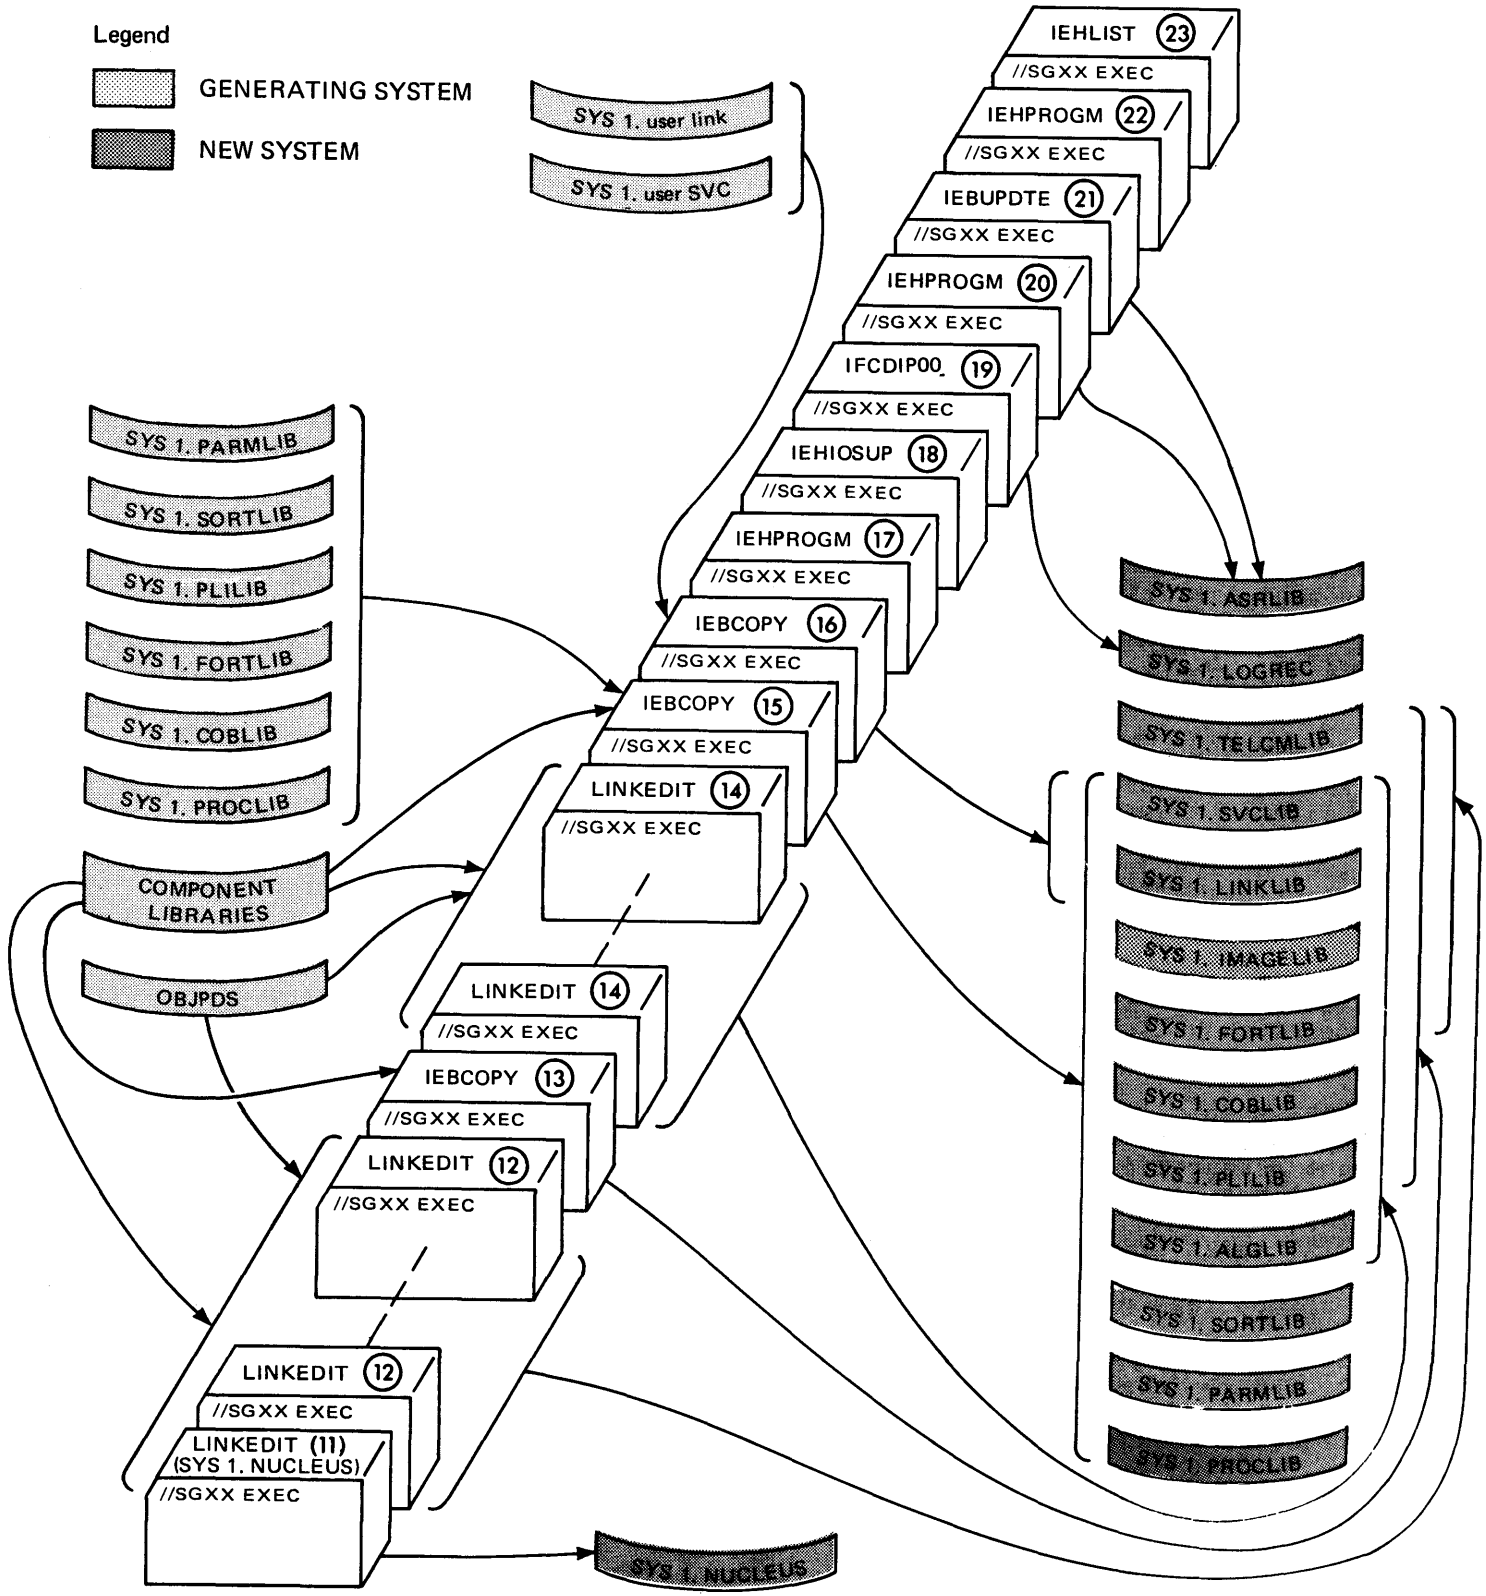 Legend
GENERATING SYSTEM
NEW SYSTEM
SYS 1. user link
SYS 1. user SVC
IEHLIST 23
//SGXX EXEC
IEHPROGM 22
//SGXX EXEC
IEBUPDTE 21
//SGXX EXEC
IEHPROGM 20
//SGXX EXEC
IFCDIP00 19
//SGXX EXEC
IEHIOSUP 18
//SGXX EXEC
IEHPROGM 17
//SGXX EXEC
IEBCOPY 16
//SGXX EXEC
IEBCOPY 15
//SGXX EXEC
LINKEDIT 14
//SGXX EXEC
LINKEDIT 14
//SGXX EXEC
IEBCOPY 13
//SGXX EXEC
LINKEDIT 12
//SGXX EXEC
LINKEDIT 12
//SGXX EXEC
LINKEDIT (11)
(SYS 1. NUCLEUS)
//SGXX EXEC
SYS 1. PARMLIB
SYS 1. SORTLIB
SYS 1. PLILIB
SYS 1. FORTLIB
SYS 1. COBLIB
SYS 1. PROCLIB
COMPONENT
LIBRARIES
OBJPDS
SYS 1. ASRLIB
SYS 1. LOGREC
SYS 1. TELCMLIB
SYS 1. SVCLIB
SYS 1. LINKLIB
SYS 1. IMAGELIB
SYS 1. FORTLIB
SYS 1. COBLIB
SYS 1. PLILIB
SYS 1. ALGLIB
SYS 1. SORTLIB
SYS 1. PARMLIB
SYS 1. PROCLIB
SYS 1. NUCLEUS